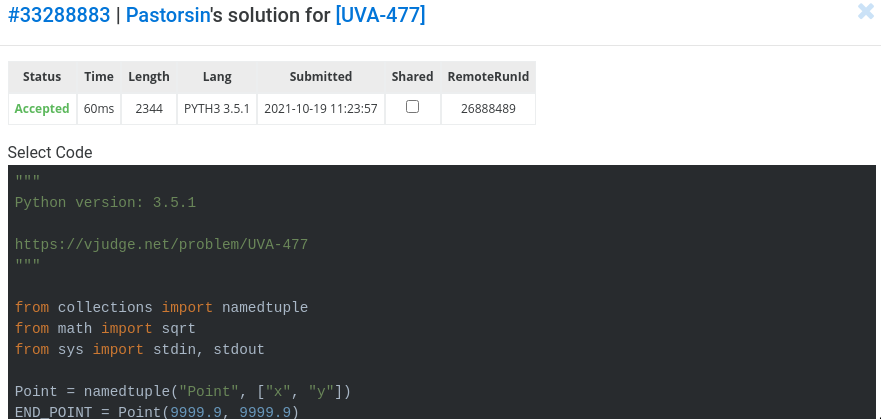 #33288883 | Pastorsin's solution for [UVA-477]
Status Time Length Lang Submitted Shared RemoteRunId
Accepted 60ms 2344 PYTH3 3.5.1 2021-10-19 11:23:57 26888489
Select Code
"""
Python version: 3.5.1
https://vjudge.net/problem/UVA-477
"""
from collections import namedtuple
from math import sqrt
from sys import stdin, stdout
Point = namedtuple("Point", ["x", "y"])
END_POINT = Point(9999.9, 9999.9)